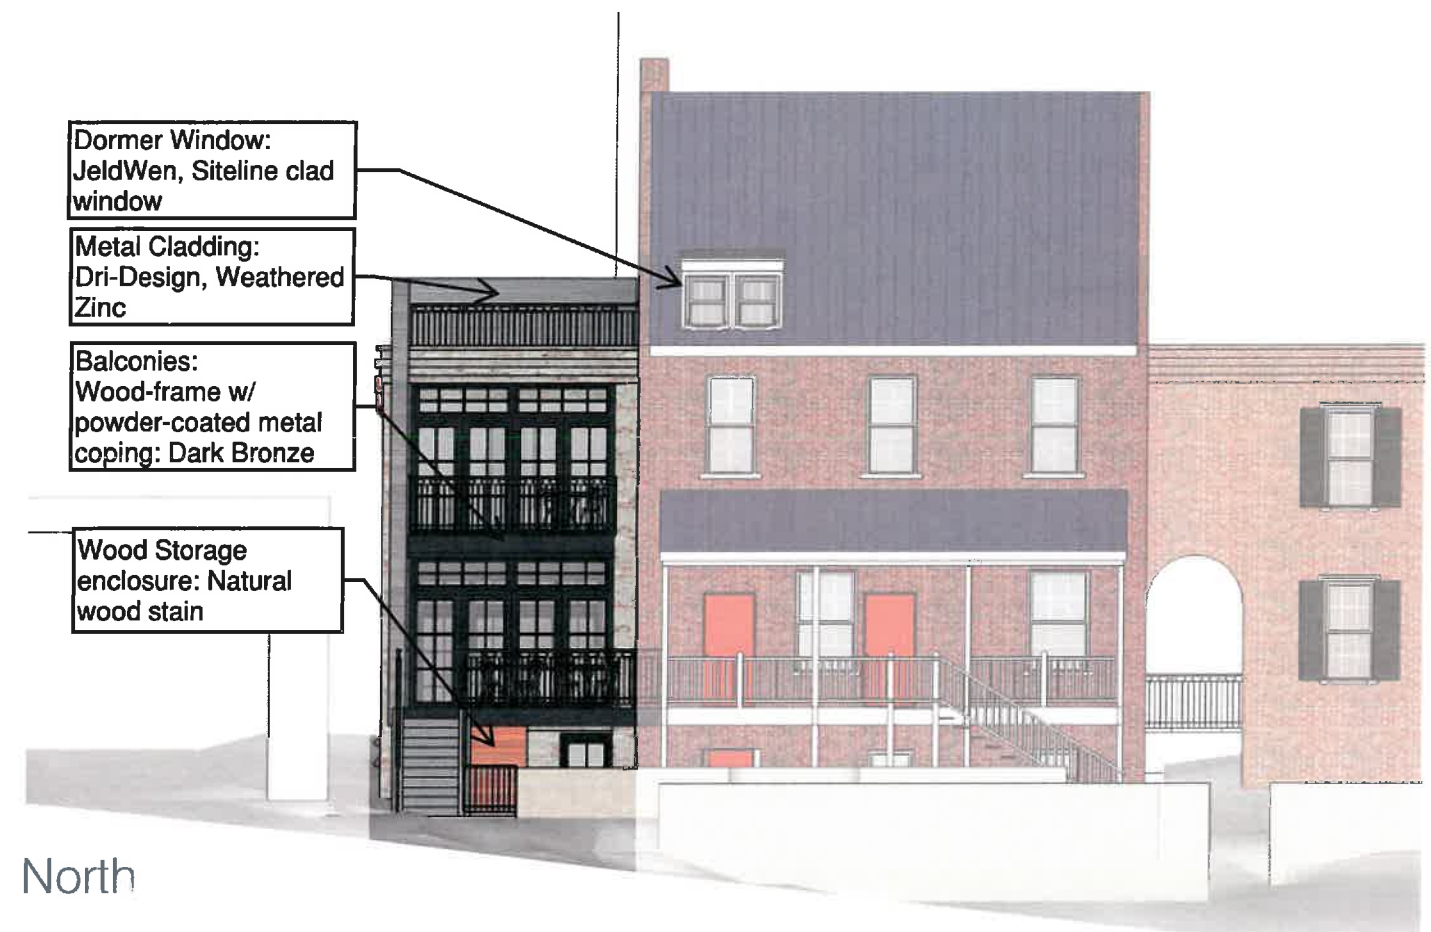 Dormer Window:
JeldWen, Siteline clad
window
Metal Cladding:
Dri-Design, Weathered
Zinc
Balconies:
Wood-frame w/
powder-coated metal
coping: Dark Bronze
Wood Storage
enclosure: Natural
wood stain
North